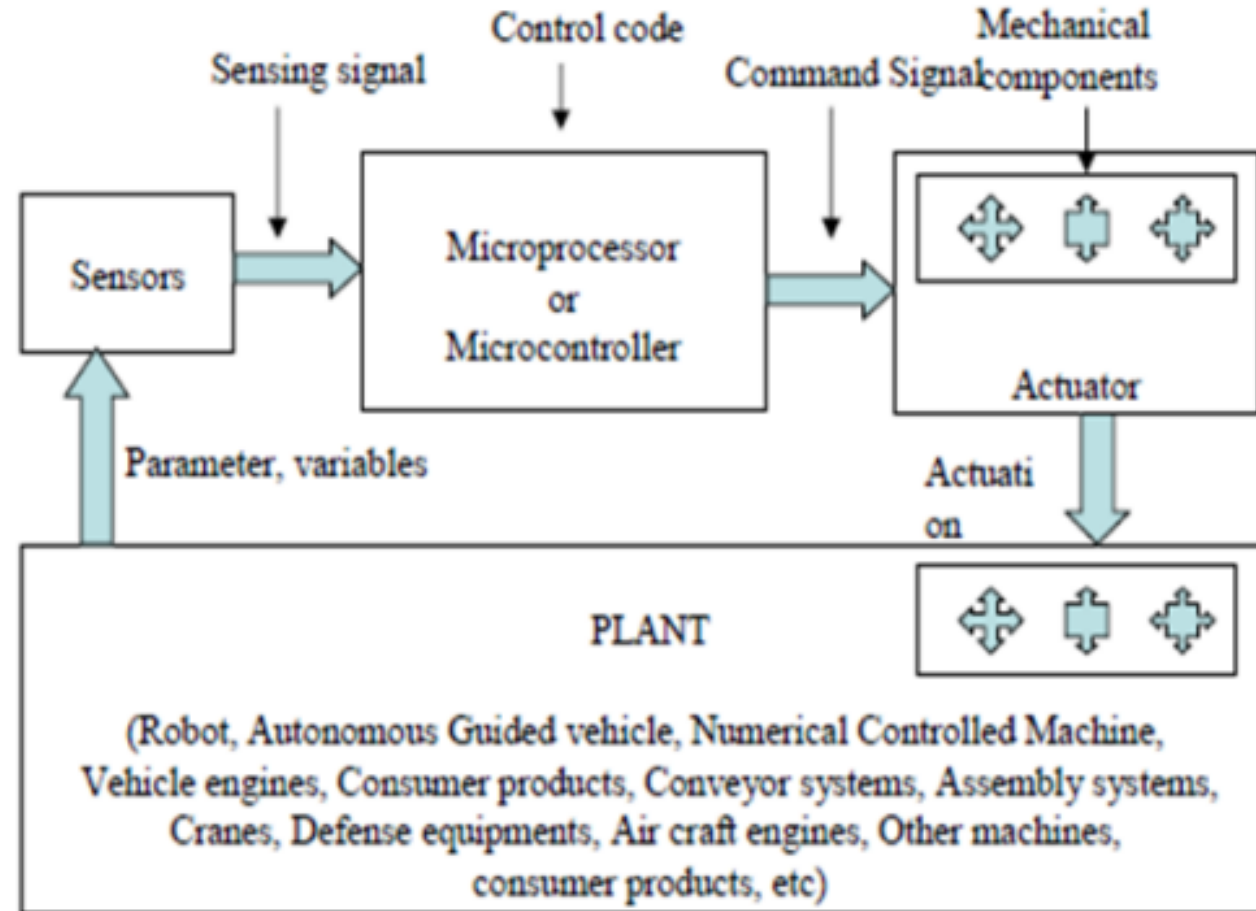 Control code
Mechanical
components
Sensing signal
Command Signal
Sensors
Microprocessor
or
Microcontroller
Actuator
Parameter, variables
Actuati
on
PLANT
(Robot, Autonomous Guided vehicle, Numerical Controlled Machine,
Vehicle engines, Consumer products, Conveyor systems, Assembly systems,
Cranes, Defense equipments, Air craft engines, Other machines,
consumer products, etc)